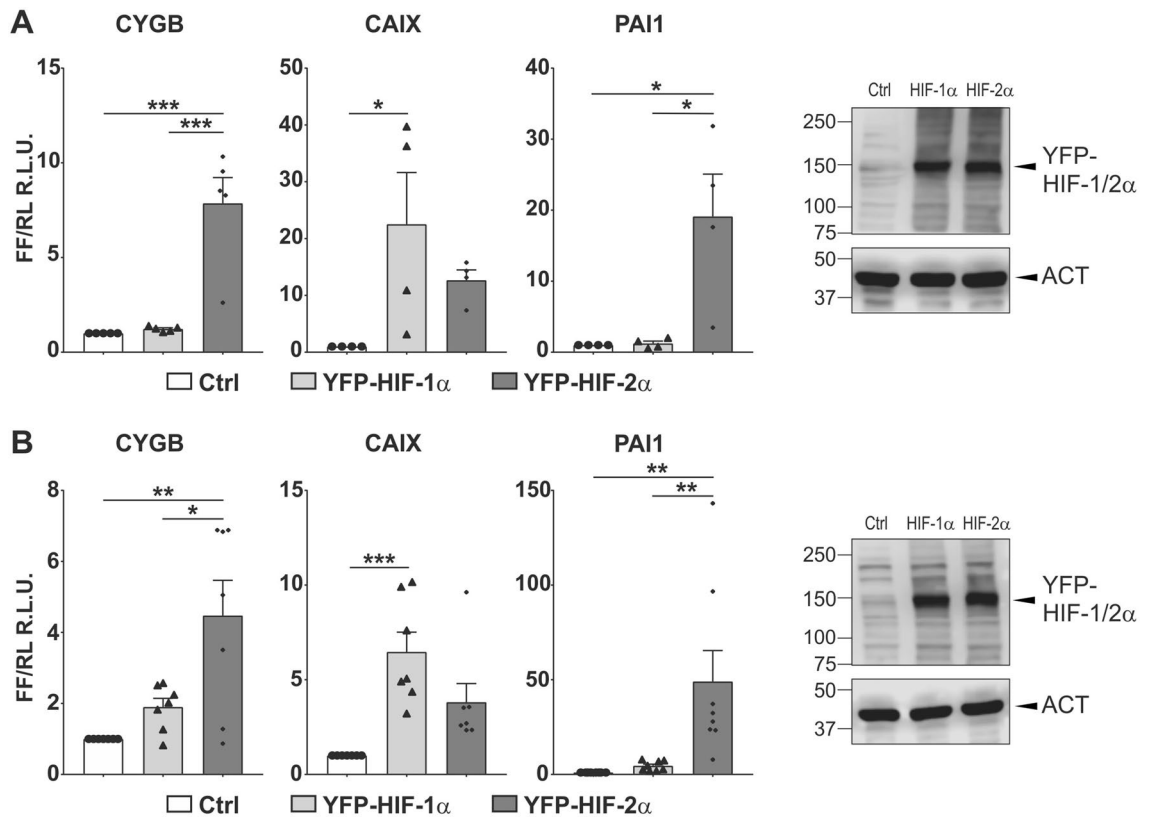 A
CYGB
CAIX
PAI1
FF/RL R.L.U.
15
10
5
0
***
***
50
40
30
20
10
0
*
40
30
20
10
0
*
*
Ctrl
HIF-1α
HIF-2α
250
150
100
75
50
37
YFP-
HIF-1/2α
ACT
Ctrl
YFP-HIF-1α
YFP-HIF-2α
B
CYGB
CAIX
PAI1
FF/RL R.L.U.
8
6
4
2
0
**
*
15
10
5
0
***
150
100
50
0
**
**
Ctrl
HIF-1α
HIF-2α
250
150
100
75
50
37
YFP-
HIF-1/2α
ACT
Ctrl
YFP-HIF-1α
YFP-HIF-2α